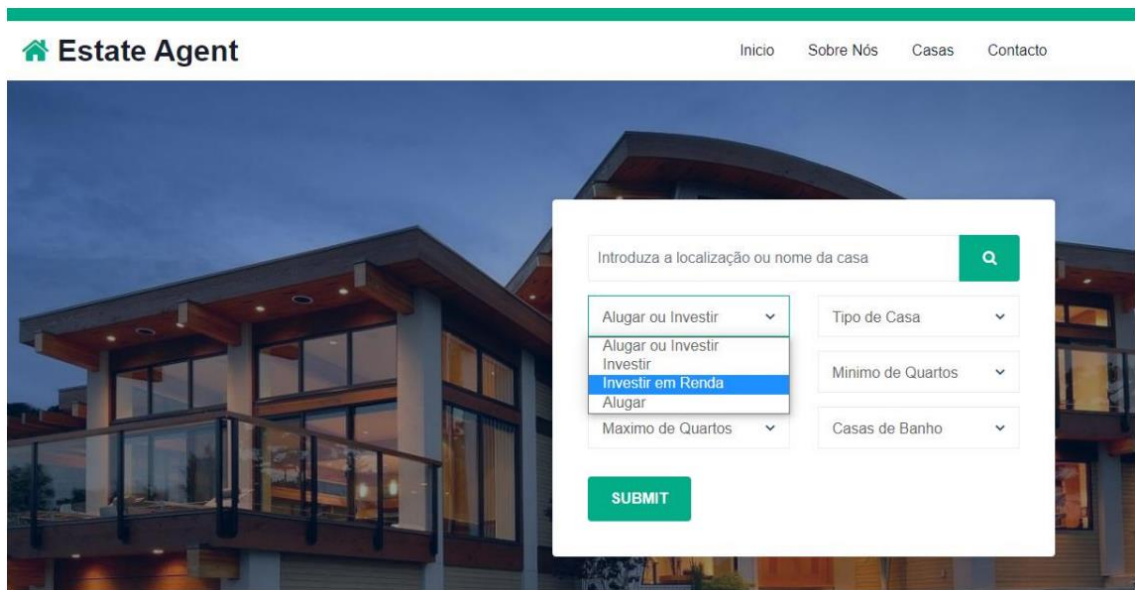 Estate Agent
Inicio Sobre Nós Casas Contacto
Introduza a localização ou nome da casa
Alugar ou Investir Tipo de Casa
Alugar ou Investir
Investir
Investir em Renda
Alugar
Minimo de Quartos
Maximo de Quartos Casas de Banho
SUBMIT